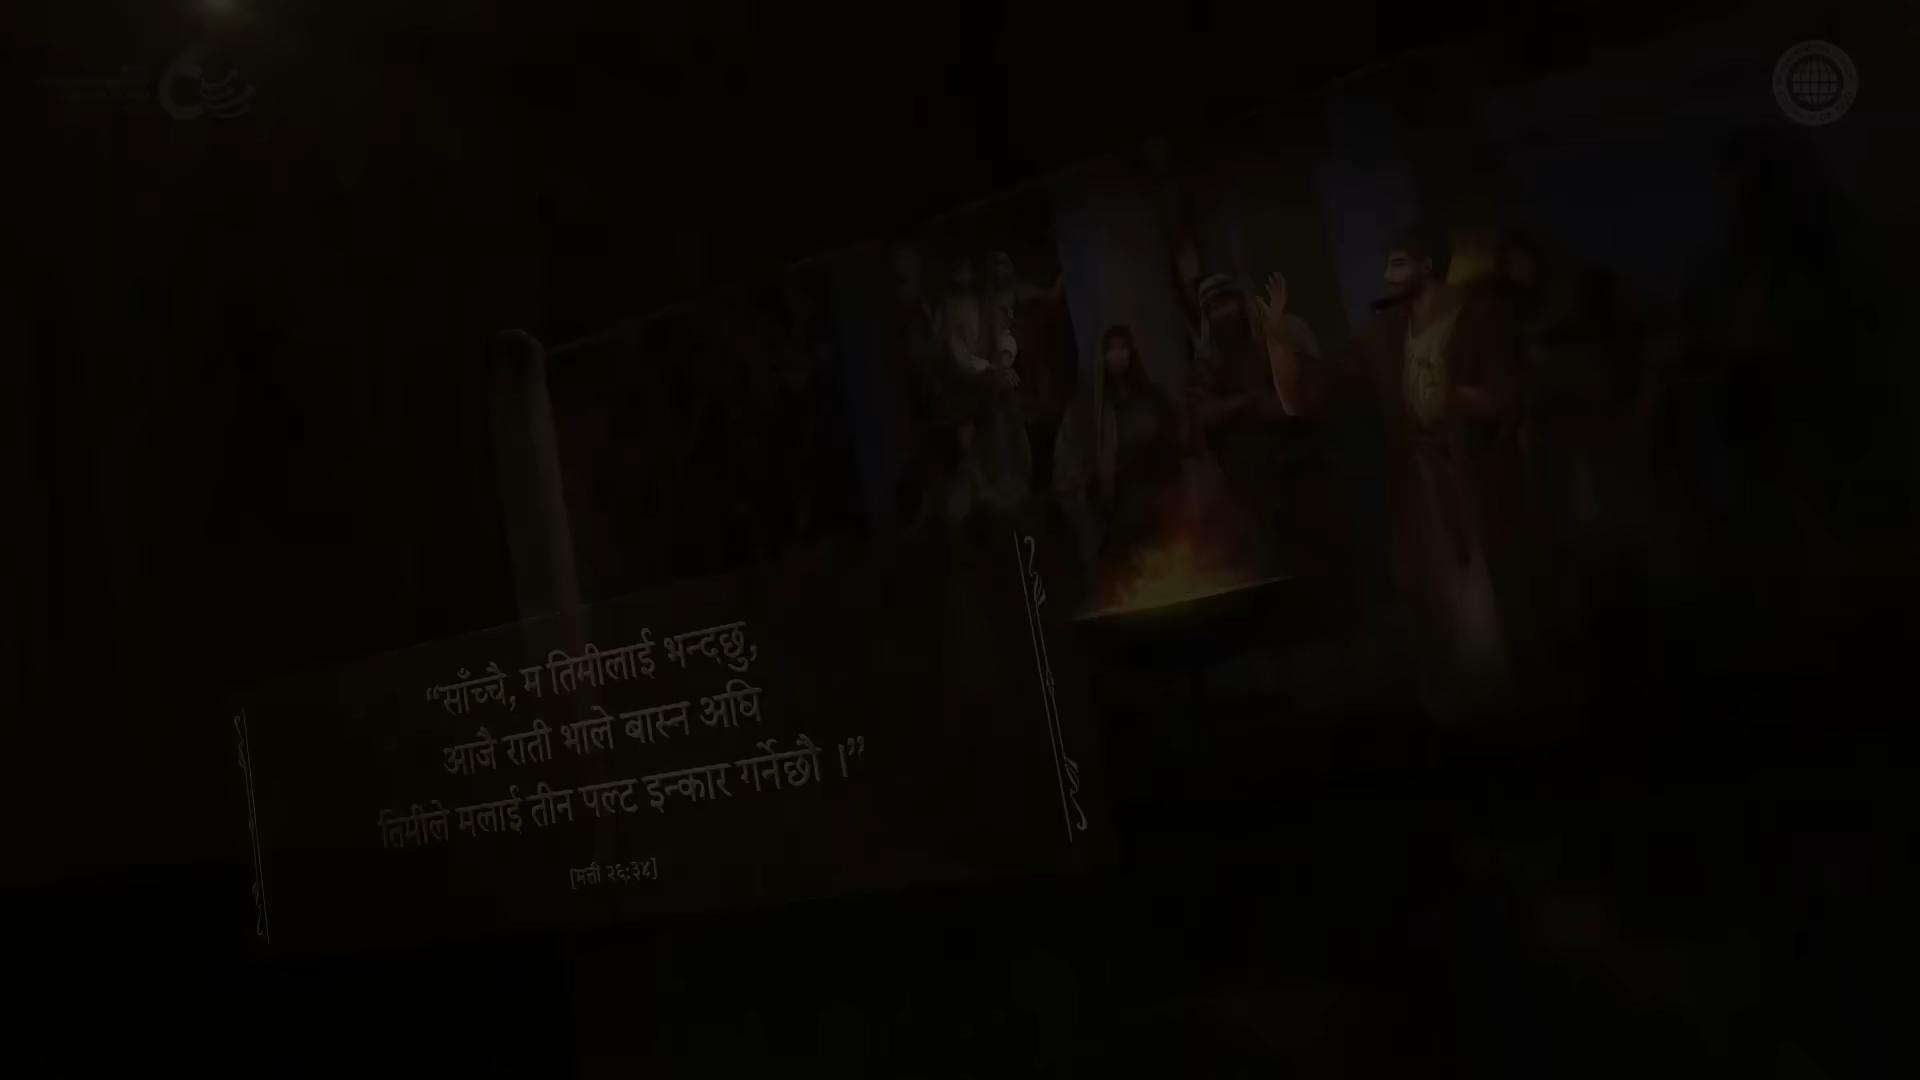 “साँच्चै, म तिमीलाई भन्दछु,
आजै राती भाले बास्न अघि
तिमीले मलाई तीन पल्ट इन्कार गर्नेछौ ।”
[मत्ती २६:३४]